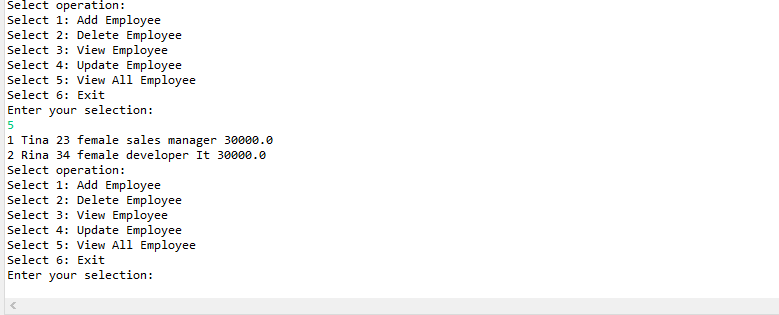 Select operation:
Select 1: Add Employee
Select 2: Delete Employee
Select 3: View Employee
Select 4: Update Employee
Select 5: View All Employee
Select 6: Exit
Enter your selection:
5
1 Tina 23 female sales manager 30000.0
2 Rina 34 female developer It 30000.0
Select operation:
Select 1: Add Employee
Select 2: Delete Employee
Select 3: View Employee
Select 4: Update Employee
Select 5: View All Employee
Select 6: Exit
Enter your selection: